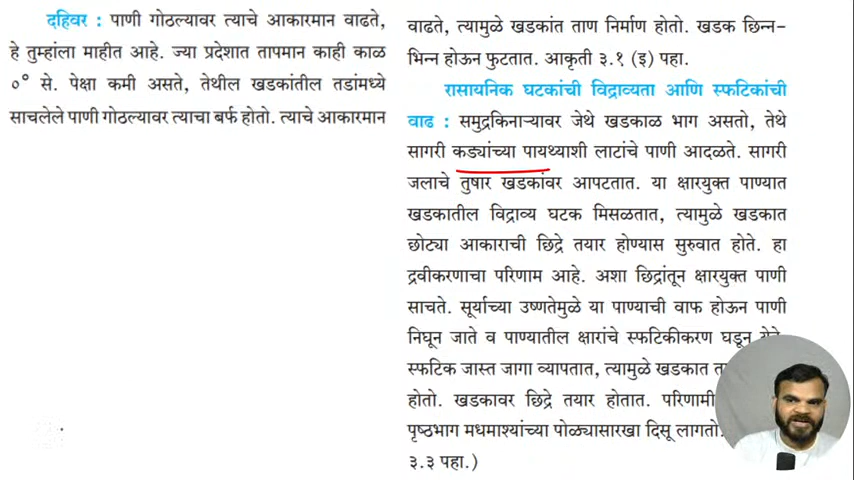 दहिवर : पाणी गोठल्यावर त्याचे आकारमान वाढते,
हे तुम्हांला माहीत आहे. ज्या प्रदेशात तापमान काही काळ
०° से. पेक्षा कमी असते, तेथील खडकांतील तडांमध्ये
साचलेले पाणी गोठल्यावर त्याचा बर्फ होतो. त्याचे आकारमान
वाढते, त्यामुळे खडकांत ताण निर्माण होतो. खडक छिन्न-
भिन्न होऊन फुटतात. आकृती ३.१ (इ) पहा.
रासायनिक घटकांची विद्राव्यता आणि स्फटिकांची
वाढ : समुद्रकिनाऱ्यावर जेथे खडकाळ भाग असतो, तेथे
सागरी कड्यांच्या पायथ्याशी लाटांचे पाणी आदळते. सागरी
जलाचे तुषार खडकांवर आपटतात. या क्षारयुक्त पाण्यात
खडकातील विद्राव्य घटक मिसळतात, त्यामुळे खडकात
छोट्या आकाराची छिद्रे तयार होण्यास सुरुवात होते. हा
द्रवीकरणाचा परिणाम आहे. अशा छिद्रांतून क्षारयुक्त पाणी
साचते. सूर्याच्या उष्णतेमुळे या पाण्याची वाफ होऊन पाणी
निघून जाते व पाण्यातील क्षारांचे स्फटिकीकरण घडून
स्फटिक जास्त जागा व्यापतात, त्यामुळे खडकात
होतो. खडकावर छिद्रे तयार होतात. परिणामी
पृष्ठभाग मधमाश्यांच्या पोळ्यासारखा दिसू लागतो.
३.३ पहा.)